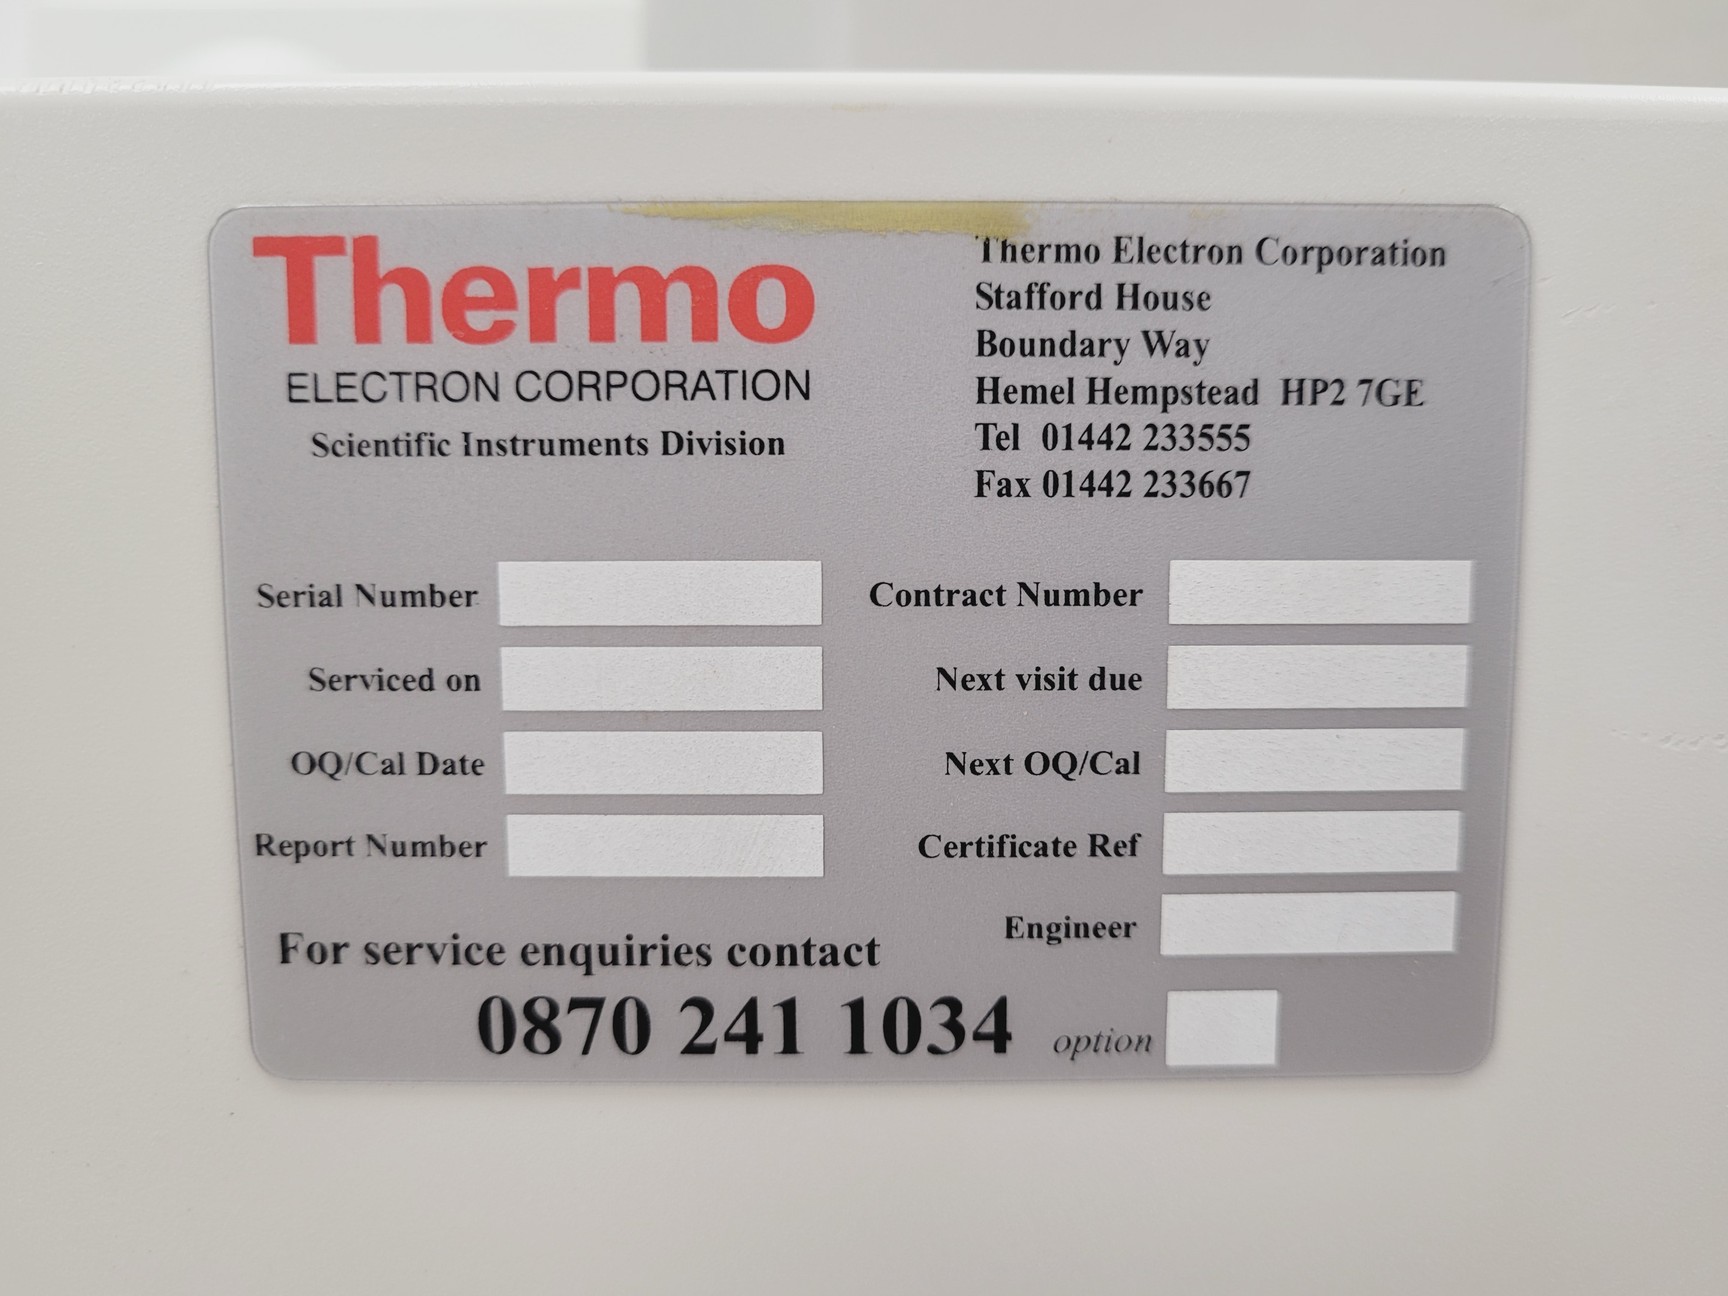 Thermo
ELECTRON CORPORATION
Scientific Instruments Division
Thermo Electron Corporation
Stafford House
Boundary Way
Hemel Hempstead HP2 7GE
Tel 01442 233555
Fax 01442 233667
Serial Number
Serviced on
OQ/Cal Date
Report Number
Contract Number
Next visit due
Next OQ/Cal
Certificate Ref
Engineer
For service enquiries contact
0870 241 1034 option